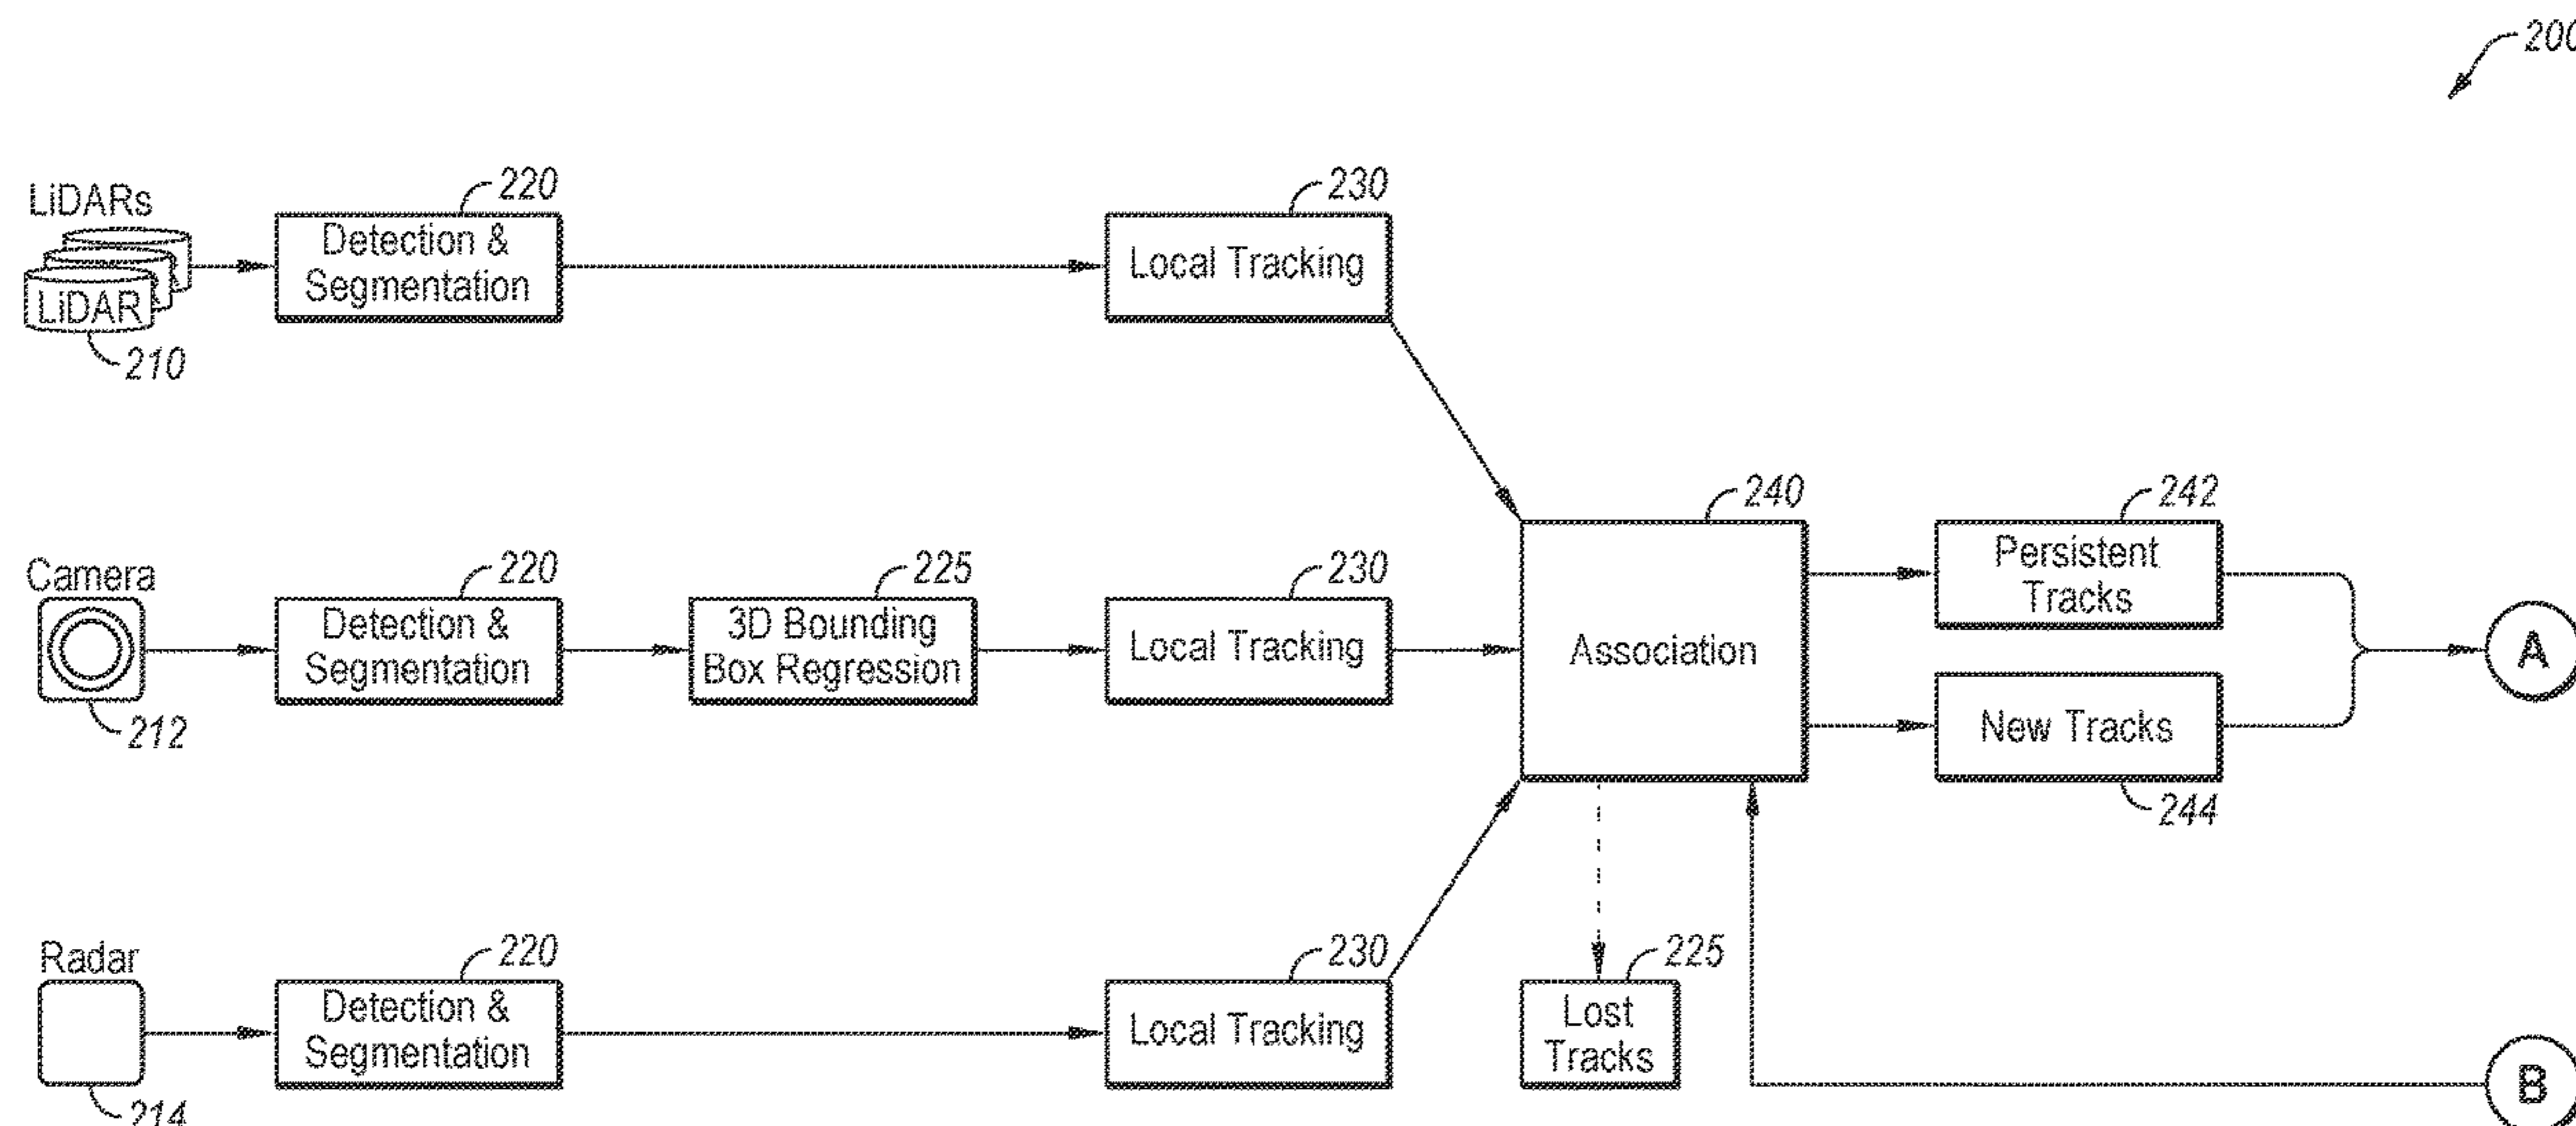 200
LiDARs
LiDAR
210
220
Detection &
Segmentation
230
Local Tracking
Camera
212
220
Detection &
Segmentation
225
3D Bounding
Box Regression
230
Local Tracking
240
Association
242
Persistent
Tracks
New Tracks
244
A
Radar
214
220
Detection &
Segmentation
230
Local Tracking
225
Lost
Tracks
B